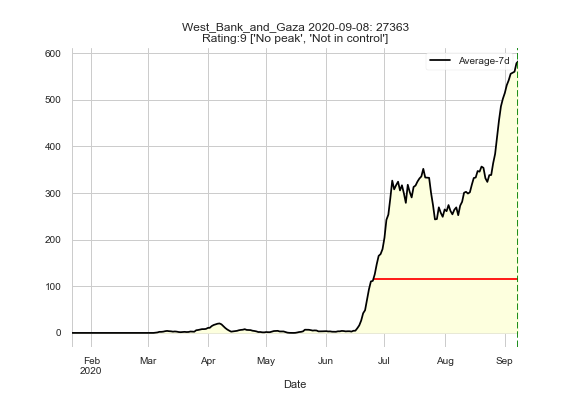 West_Bank_and_Gaza 2020-09-08: 27363
Rating:9 ['No peak', 'Not in control']
Average-7d
600
500
400
300
200
100
0
Feb Mar Apr May Jun Jul Aug Sep
2020
Date